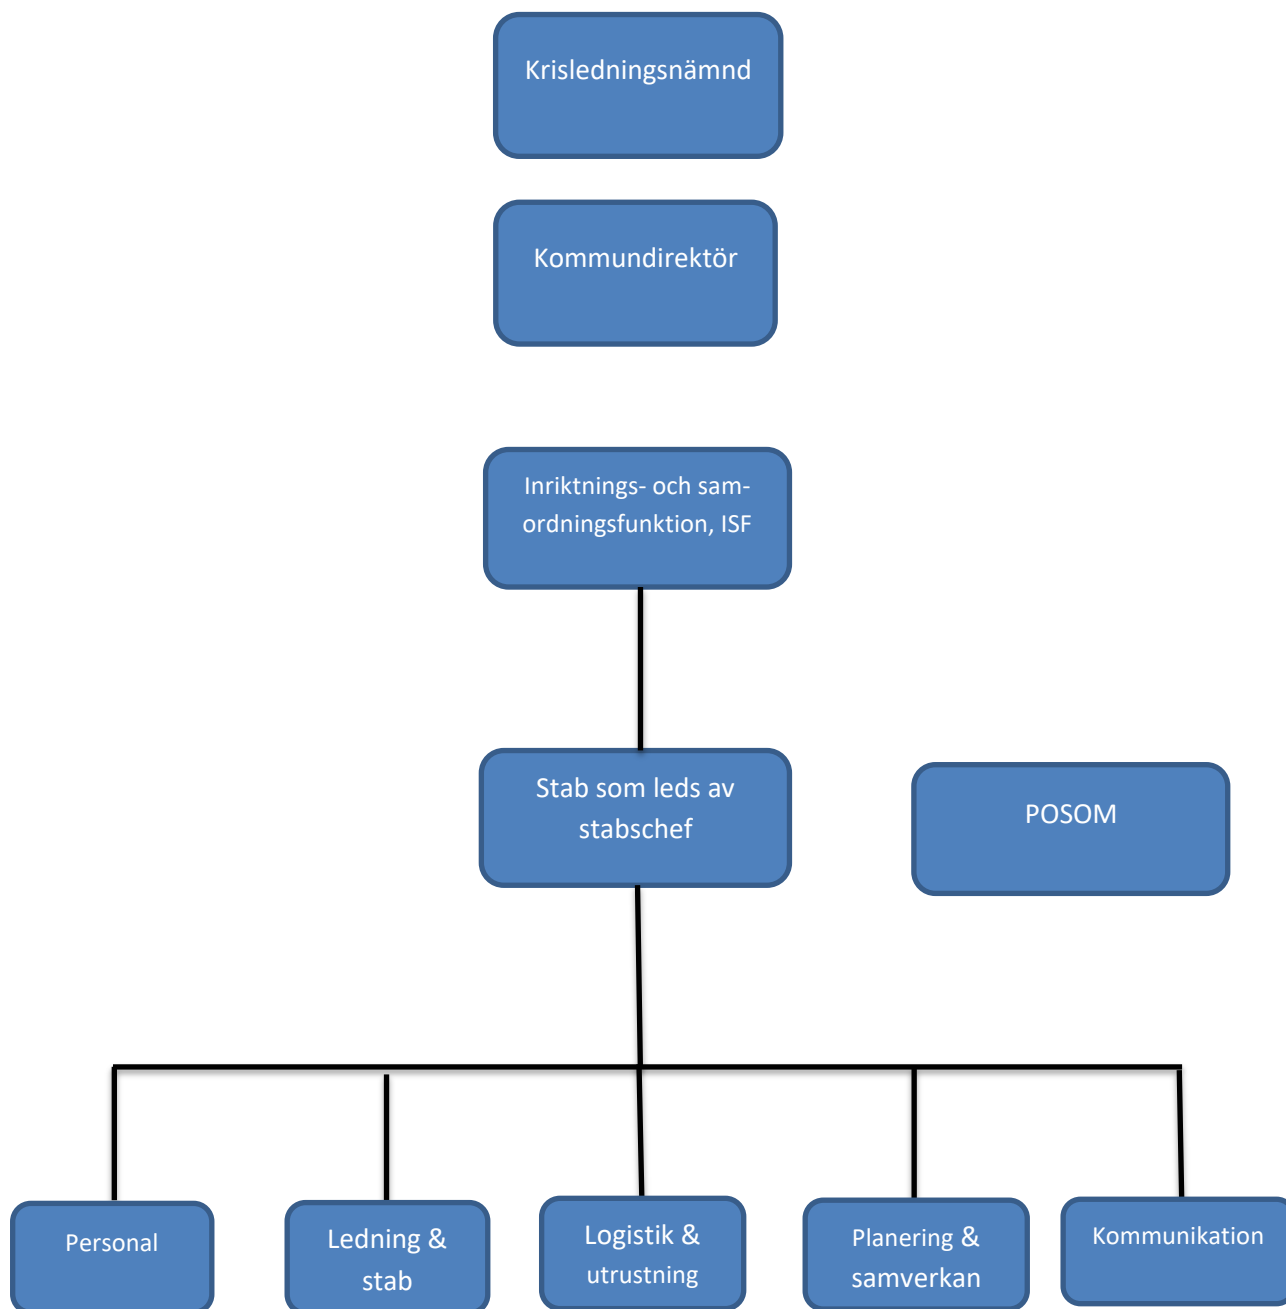 Krisledningsnämnd
Kommundirektör
Inriktnings- och sam-
ordningsfunktion, ISF
Stab som leds av
stabschef
POSOM
Personal
Ledning &
stab
Logistik &
utrustning
Planering &
samverkan
Kommunikation